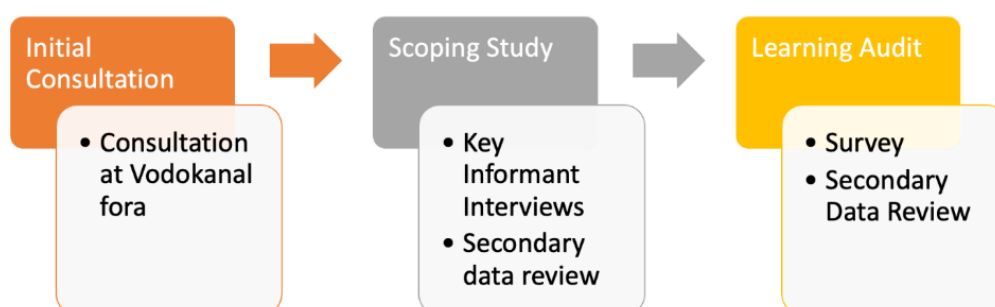 Initial
Consultation
• Consultation
at Vodokanal
fora
Scoping Study
• Key
Informant
Interviews
• Secondary
data review
Learning Audit
• Survey
• Secondary
Data Review